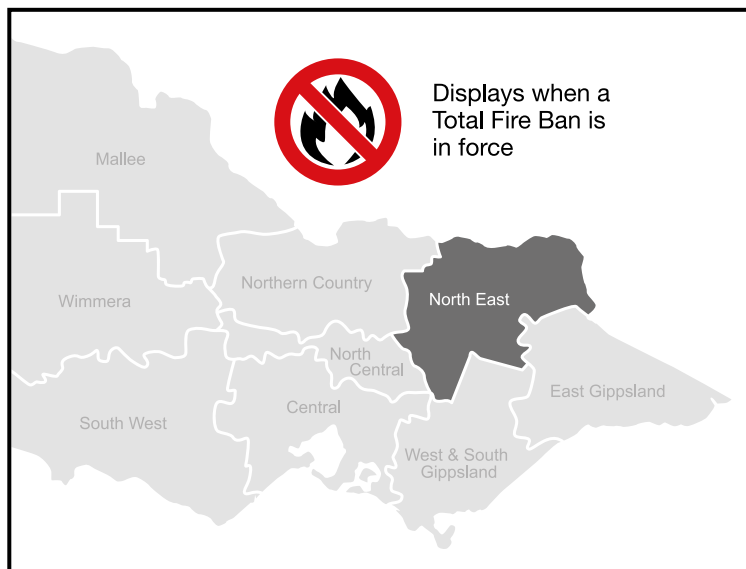 Displays when a
Total Fire Ban is
in force
Mallee
Northern Country
Wimmera
North East
North
Central
East Gippsland
Central
South West
West & South
Gippsland